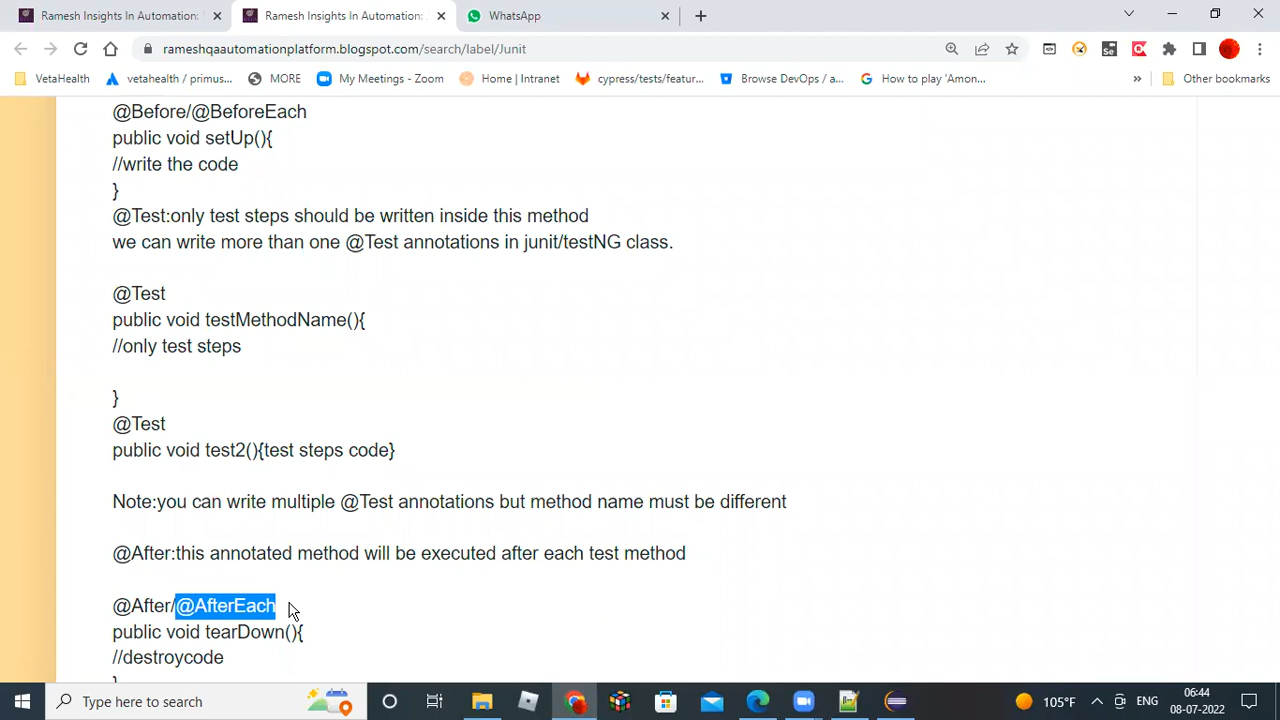 Ramesh Insights In Automation:
Ramesh Insights In Automation:
WhatsApp
rameshqaautomationplatform.blogspot.com/search/label/Junit
VetaHealth
vetahealth / primus...
MORE
My Meetings - Zoom
Home | Intranet
cypress/tests/featur...
Browse DevOps / a...
How to play 'Amon...
»
Other bookmarks
@Before/@BeforeEach
public void setUp(){
//write the code
}
@Test:only test steps should be written inside this method
we can write more than one @Test annotations in junit/testNG class.
@Test
public void testMethodName(){
//only test steps
}
@Test
public void test2(){test steps code}
Note:you can write multiple @Test annotations but method name must be different
@After:this annotated method will be executed after each test method
@After/@AfterEach
public void tearDown(){
//destroycode
}
Type here to search
105°F
ENG
06:44
08-07-2022